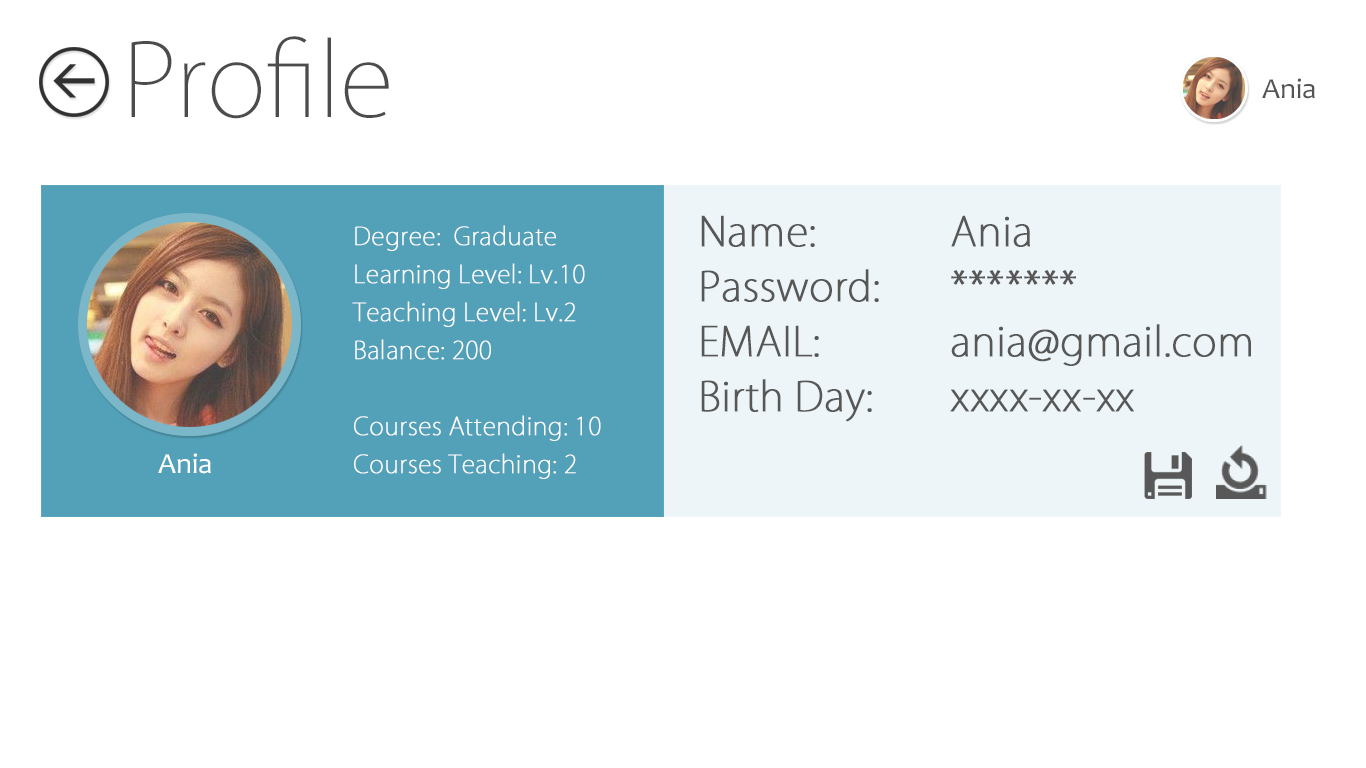 Profile
Ania
Degree: Graduate
Learning Level: Lv.10
Teaching Level: Lv.2
Balance: 200
Courses Attending: 10
Courses Teaching: 2
Ania
Name: Ania
Password: *******
EMAIL: ania@gmail.com
Birth Day: xxxx-xx-xx